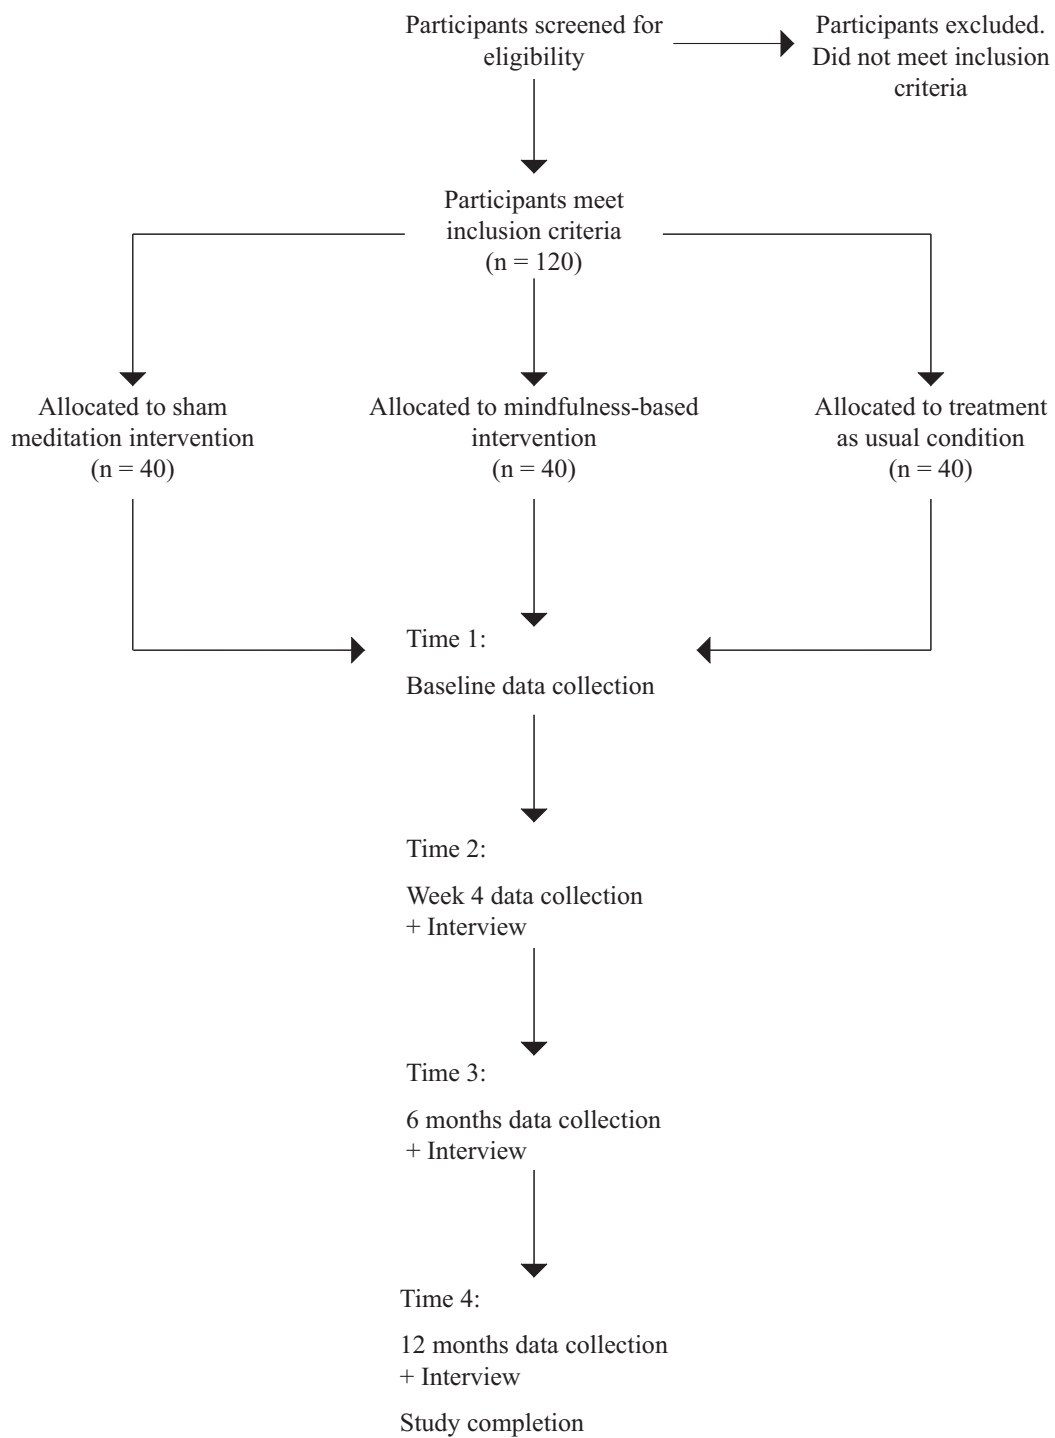 Participants screened for
eligibility
Participants excluded.
Did not meet inclusion
criteria
Participants meet
inclusion criteria
(n = 120)
Allocated to sham
meditation intervention
(n = 40)
Allocated to mindfulness-based
intervention
(n = 40)
Allocated to treatment
as usual condition
(n = 40)
Time 1:
Baseline data collection
Time 2:
Week 4 data collection
+ Interview
Time 3:
6 months data collection
+ Interview
Time 4:
12 months data collection
+ Interview
Study completion